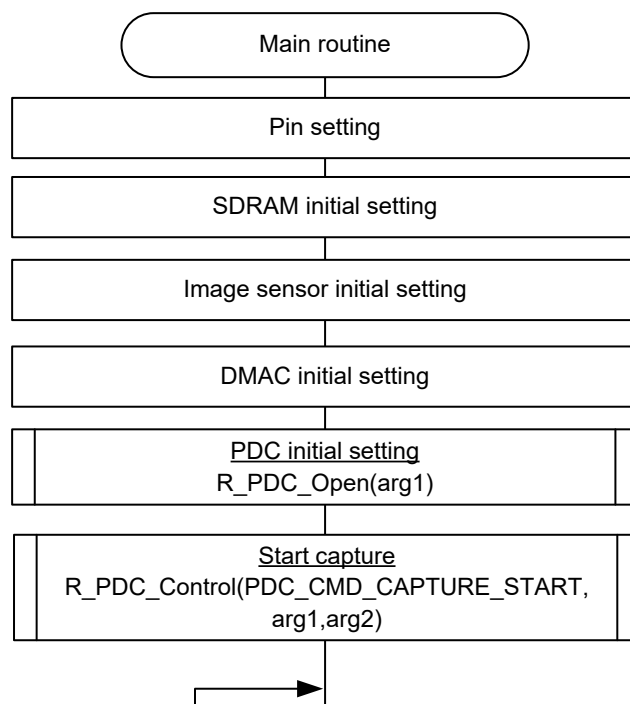 Main routine
Pin setting
SDRAM initial setting
Image sensor initial setting
DMAC initial setting
PDC initial setting
R_PDC_Open(arg1)
Start capture
R_PDC_Control(PDC_CMD_CAPTURE_START,
arg1,arg2)